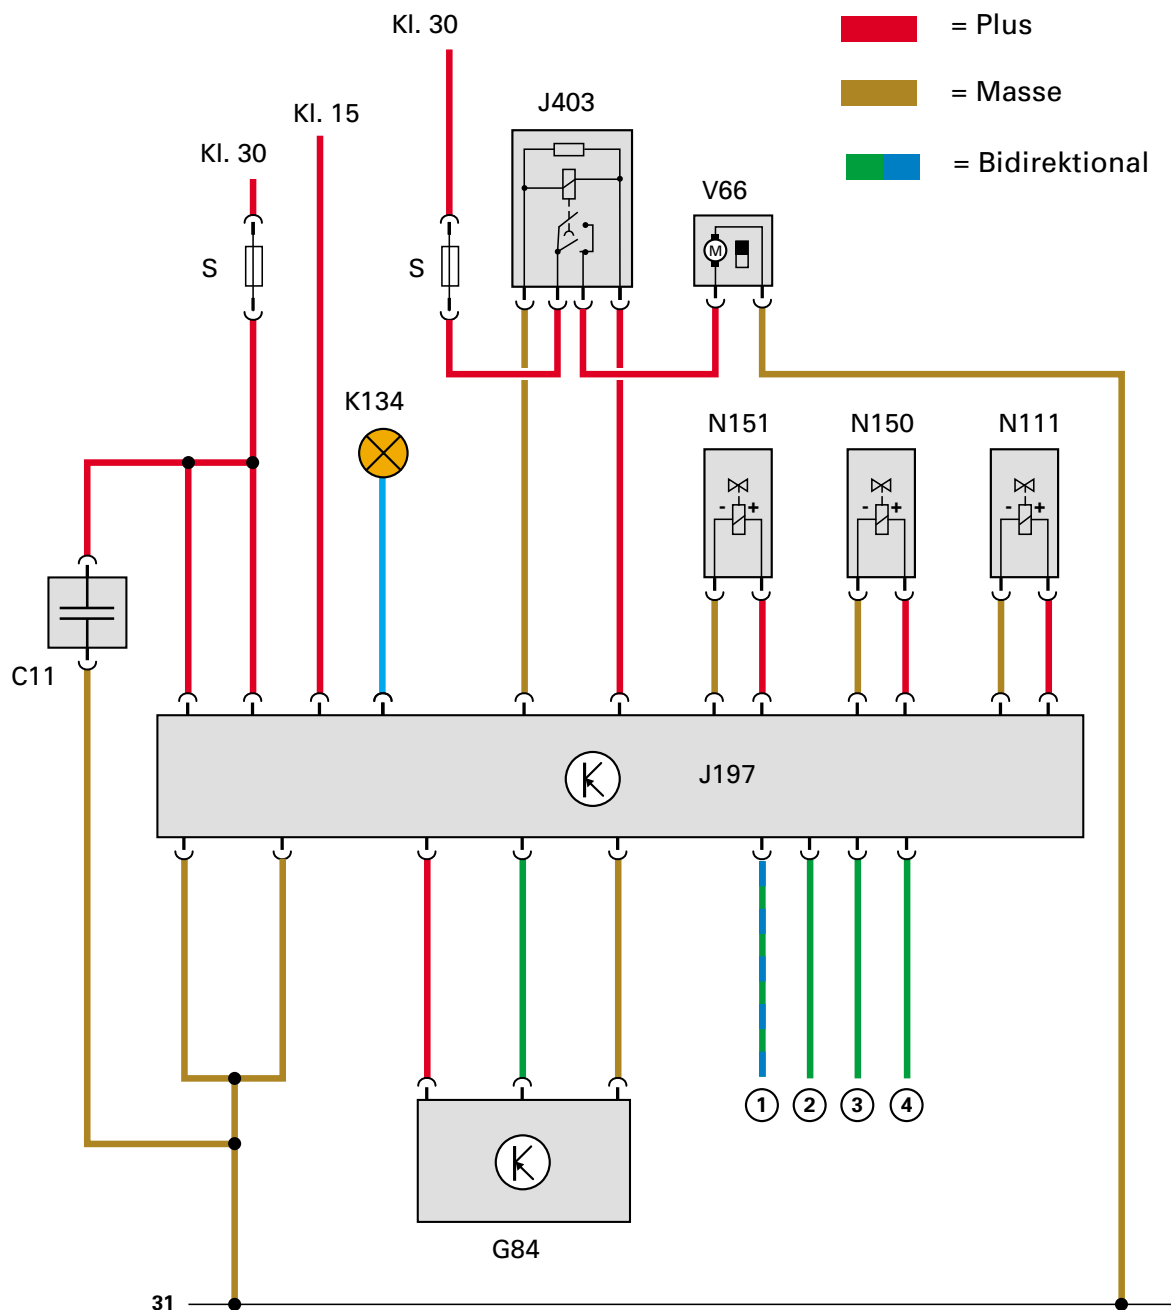 Kl. 30
= Plus
J403
= Masse
Kl. 15
Kl. 30
= Bidirektional
V66
S
S
M
K134
N151
N150
N111
- +
- +
- +
C11
J197
1
2
3
4
G84
31